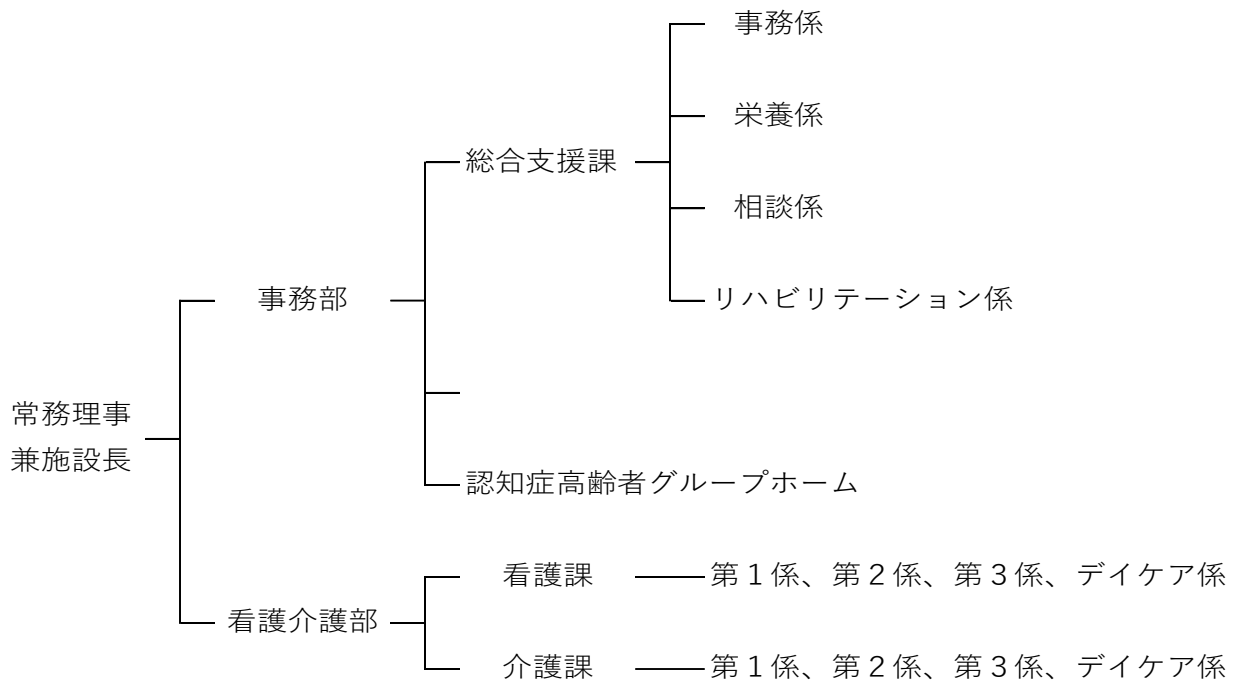 事務係
栄養係
総合支援課
相談係
事務部
リハビリテーション係
常務理事
兼施設長
認知症高齢者グループホーム
看護課
第１係、第２係、第３係、デイケア係
看護介護部
介護課
第１係、第２係、第３係、デイケア係